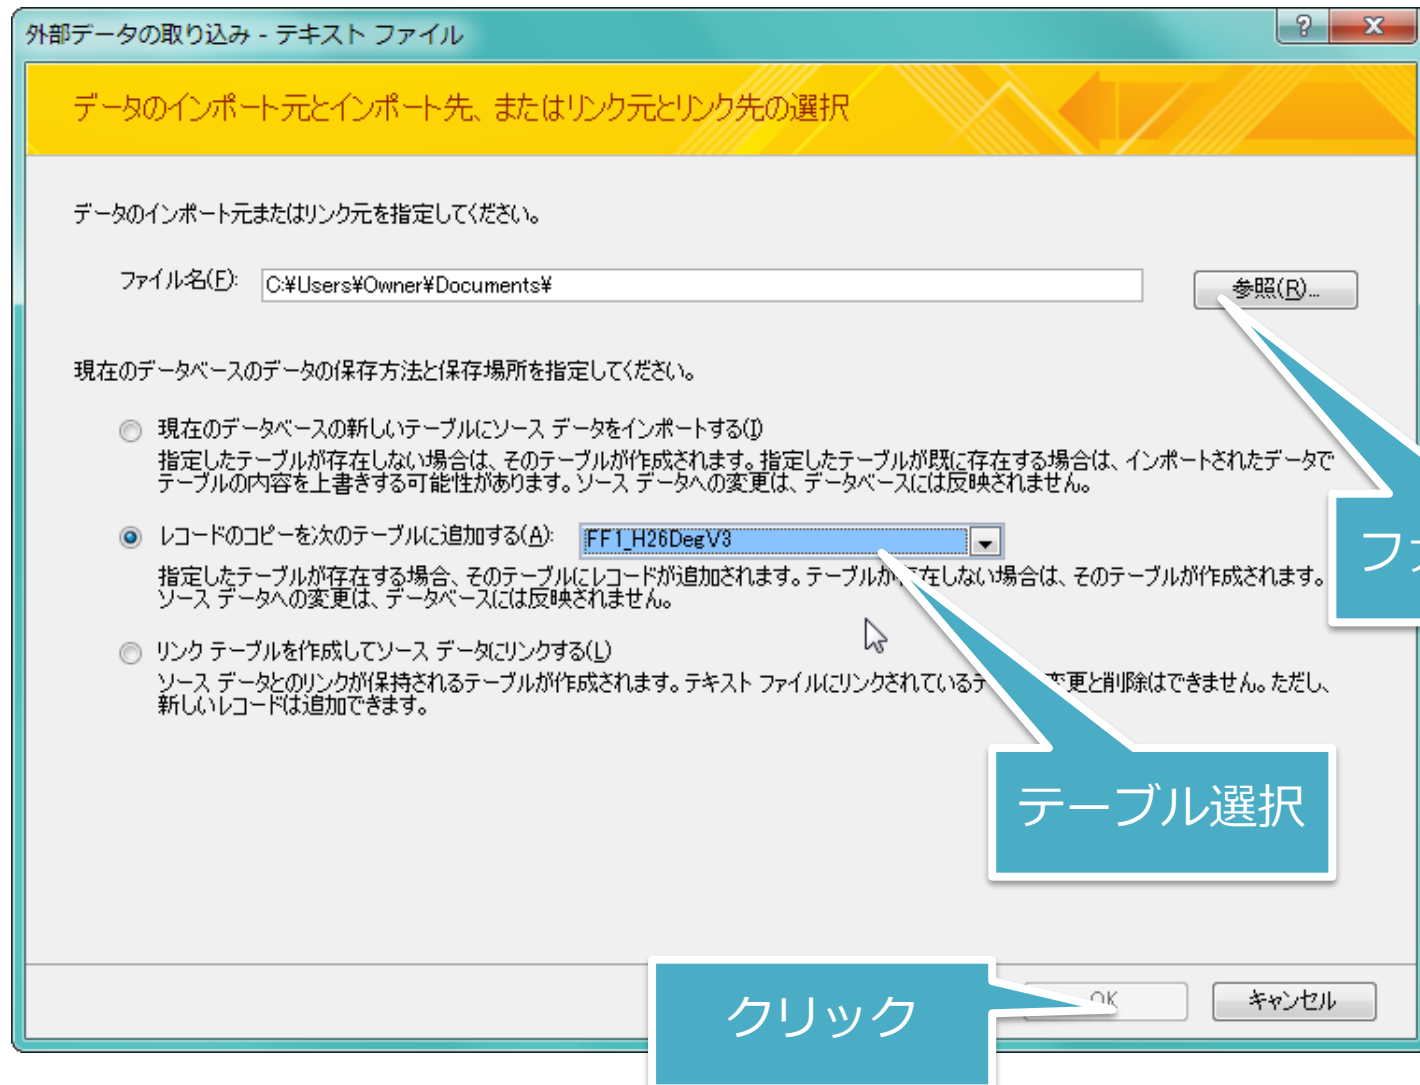 外部データの取り込み - テキスト ファイル
データのインポート元とインポート先、またはリンク元とリンク先の選択
データのインポート元またはリンク元を指定してください。
ファイル名(F):
C:¥Users¥Owner¥Documents¥
参照(R)...
現在のデータベースのデータの保存方法と保存場所を指定してください。
現在のデータベースの新しいテーブルにソース データをインポートする(I)
指定したテーブルが存在しない場合は、そのテーブルが作成されます。指定したテーブルが既に存在する場合は、インポートされたデータで
テーブルの内容を上書きする可能性があります。ソース データへの変更は、データベースには反映されません。
レコードのコピーを次のテーブルに追加する(A):
FF1_H26DegV3
指定したテーブルが存在する場合、そのテーブルにレコードが追加されます。テーブルが存在しない場合は、そのテーブルが作成されます。
ソース データへの変更は、データベースには反映されません。
リンク テーブルを作成してソース データにリンクする(L)
ソース データとのリンクが保持されるテーブルが作成されます。テキスト ファイルにリンクされているデ 変更と削除はできません。ただし、
新しいレコードは追加できます。
フ
テーブル選択
クリック
OK
キャンセル